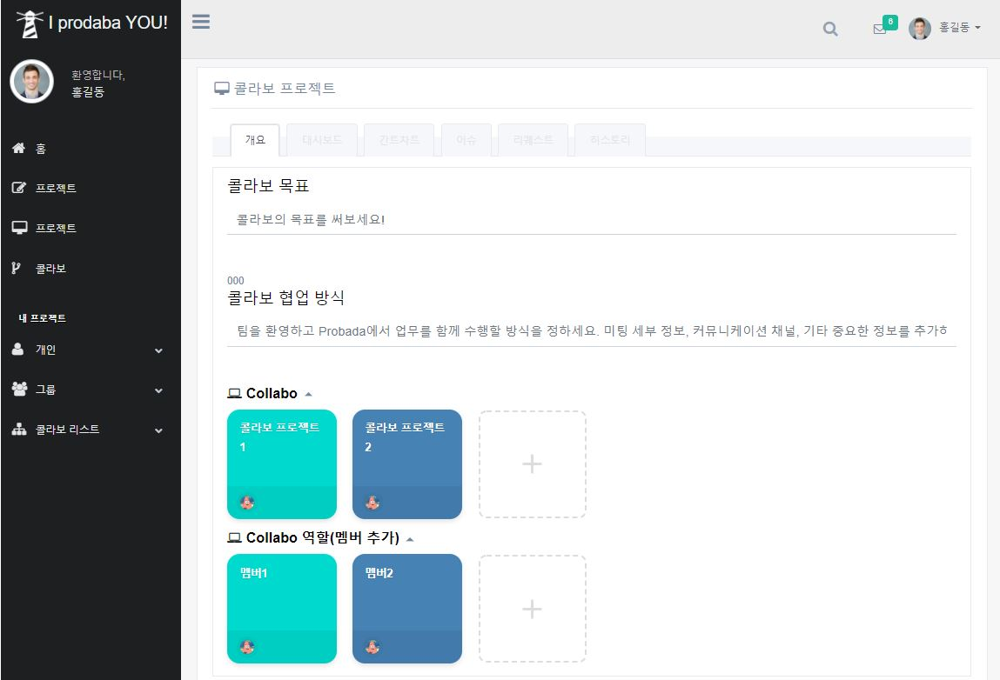 I prodaba YOU!
6
홍길동
환영합니다,
홍길동
홈
프로젝트
프로젝트
콜라보
내 프로젝트
개인
그룹
콜라보 리스트
콜라보 프로젝트
개요
대시보드
간트차트
이슈
리퀘스트
히스토리
콜라보 목표
콜라보의 목표를 써보세요!
000
콜라보 협업 방식
팀을 환영하고 Probada에서 업무를 함께 수행할 방식을 정하세요. 미팅 세부 정보, 커뮤니케이션 채널, 기타 중요한 정보를 추가하
Collabo
콜라보 프로젝트
1
콜라보 프로젝트
2
Collabo 역할(멤버 추가)
멤버1
멤버2